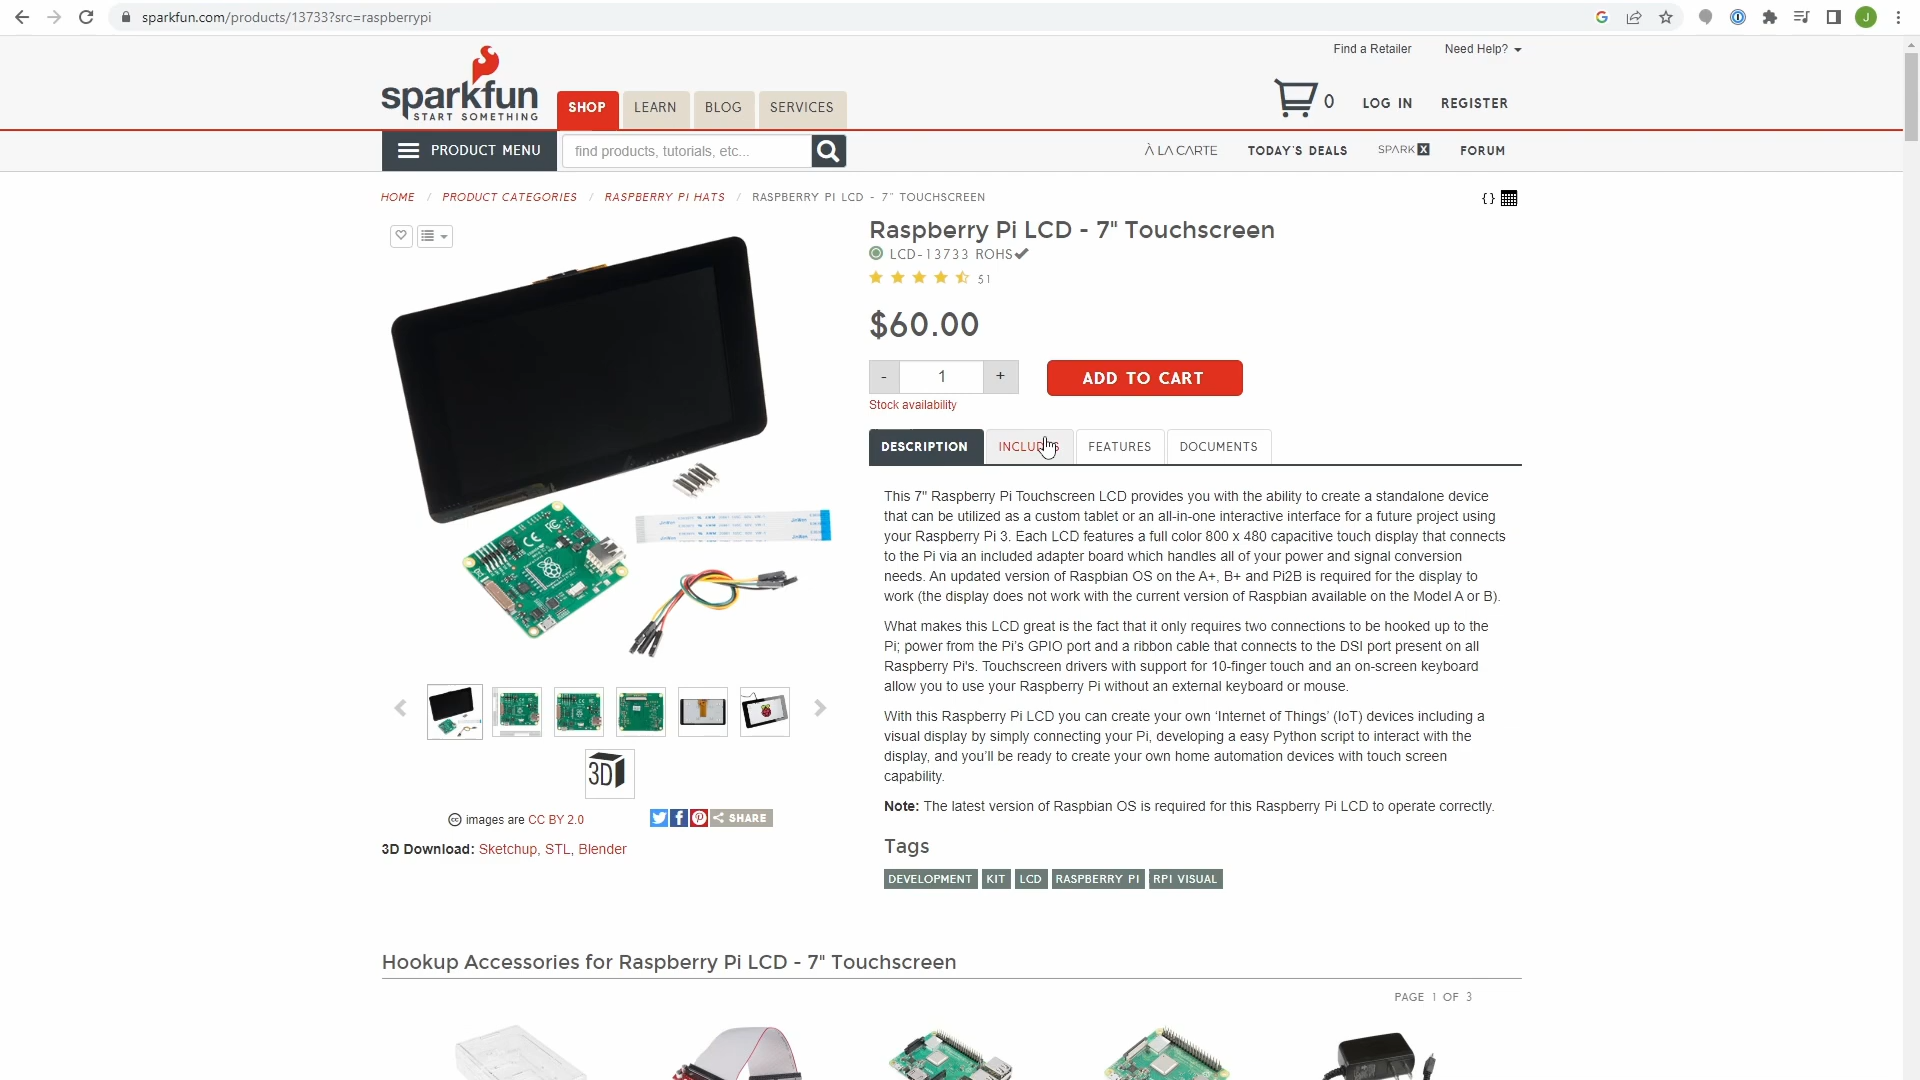 sparkfun.com/products/13733?src=raspberrypi
J
Find a Retailer
Need Help?
sparkfun
START SOMETHING
SHOP
LEARN
BLOG
SERVICES
0
LOG IN
REGISTER
PRODUCT MENU
find products, tutorials, etc...
À LA CARTE
TODAY'S DEALS
SPARK X
FORUM
HOME / PRODUCT CATEGORIES / RASPBERRY PI HATS / RASPBERRY PI LCD - 7" TOUCHSCREEN
{ }
Raspberry Pi LCD - 7" Touchscreen
LCD-13733 ROHS✔
51
$60.00
- 1 +
ADD TO CART
Stock availability
DESCRIPTION
FEATURES
DOCUMENTS
This 7" Raspberry Pi Touchscreen LCD provides you with the ability to create a standalone device
that can be utilized as a custom tablet or an all-in-one interactive interface for a future project using
your Raspberry Pi 3. Each LCD features a full color 800 x 480 capacitive touch display that connects
to the Pi via an included adapter board which handles all of your power and signal conversion
needs. An updated version of Raspbian OS on the A+, B+ and Pi2B is required for the display to
work (the display does not work with the current version of Raspbian available on the Model A or B).
What makes this LCD great is the fact that it only requires two connections to be hooked up to the
Pi; power from the Pi's GPIO port and a ribbon cable that connects to the DSI port present on all
Raspberry Pi's. Touchscreen drivers with support for 10-finger touch and an on-screen keyboard
allow you to use your Raspberry Pi without an external keyboard or mouse.
With this Raspberry Pi LCD you can create your own 'Internet of Things' (IoT) devices including a
visual display by simply connecting your Pi, developing a easy Python script to interact with the
display, and you'll be ready to create your own home automation devices with touch screen
capability.
Note: The latest version of Raspbian OS is required for this Raspberry Pi LCD to operate correctly.
Tags
DEVELOPMENT
KIT
LCD
RASPBERRY PI
RPI VISUAL
3D
images are CC BY 2.0
SHARE
3D Download: Sketchup, STL, Blender
Hookup Accessories for Raspberry Pi LCD - 7" Touchscreen
PAGE 1 OF 3